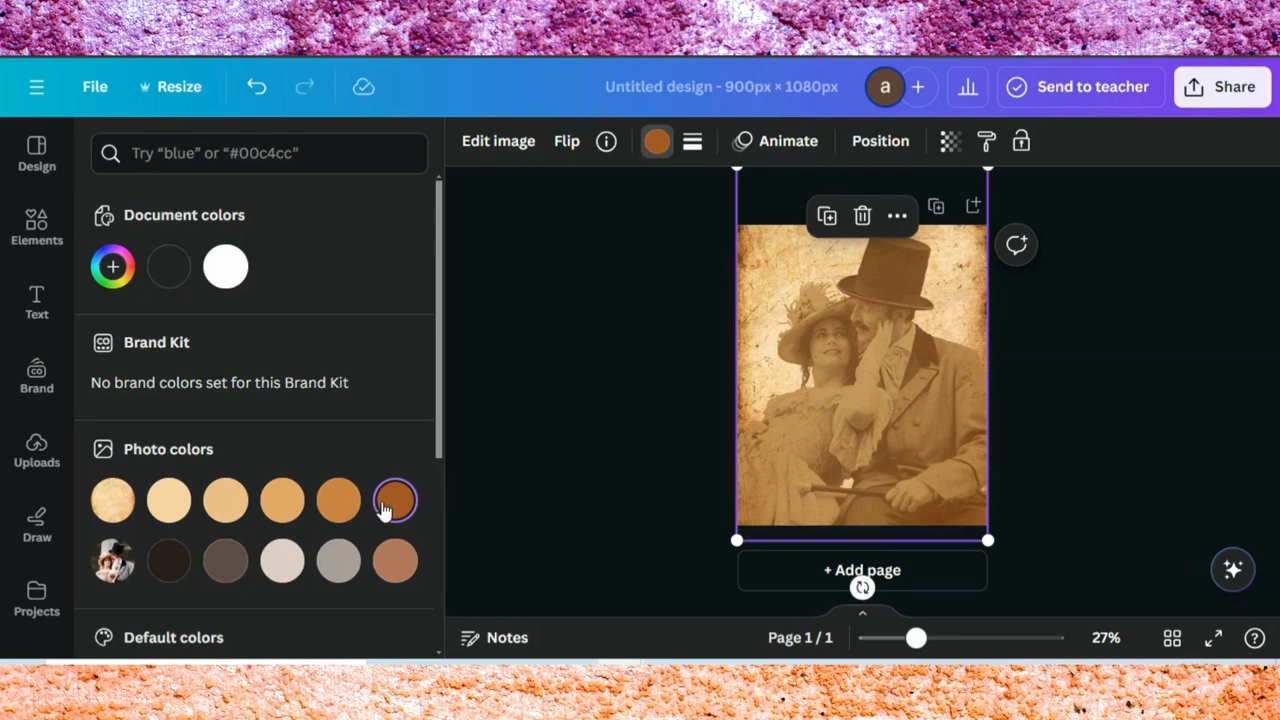 File
Resize
Untitled design - 900px × 1080px
a
Send to teacher
Share
Design
Elements
Text
Brand
Uploads
Draw
Projects
Try “blue” or “#00c4cc”
Document colors
Brand Kit
No brand colors set for this Brand Kit
Photo colors
Default colors
Edit image
Flip
Animate
Position
+ Add page
Notes
Page 1 / 1
27%